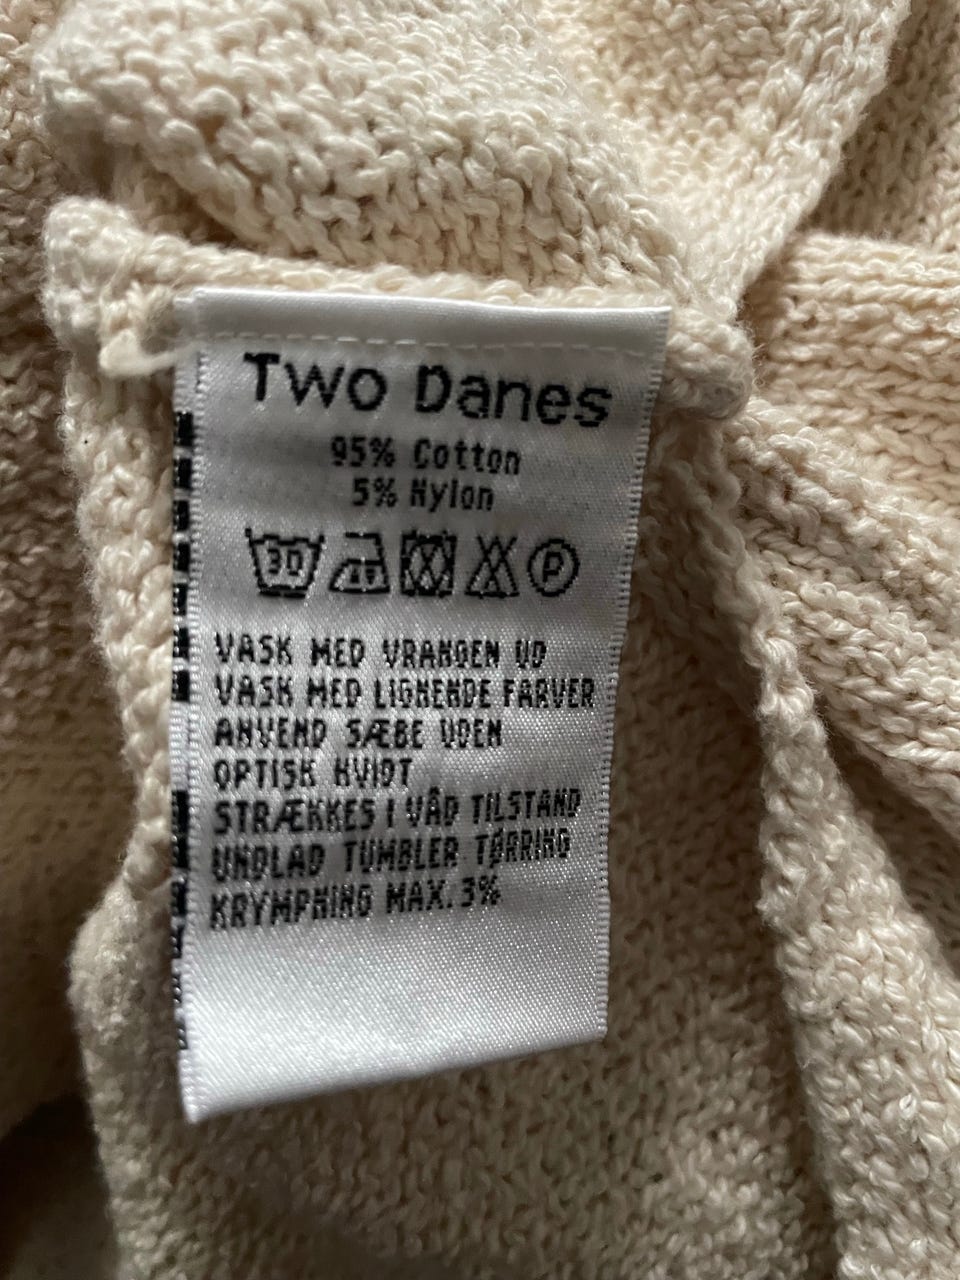 Two Danes
95% Cotton
5% Nylon
30 P
VASK MED VRANGEN UD
VASK MED LIGNENDE FARVER
ANVEND SÆBE UDEN
OPTISK HVIDT
STRÆKKES I VÅD TILSTAND
UNDLAD TUMBLER TØRRING
KRYMPNING MAX. 3%